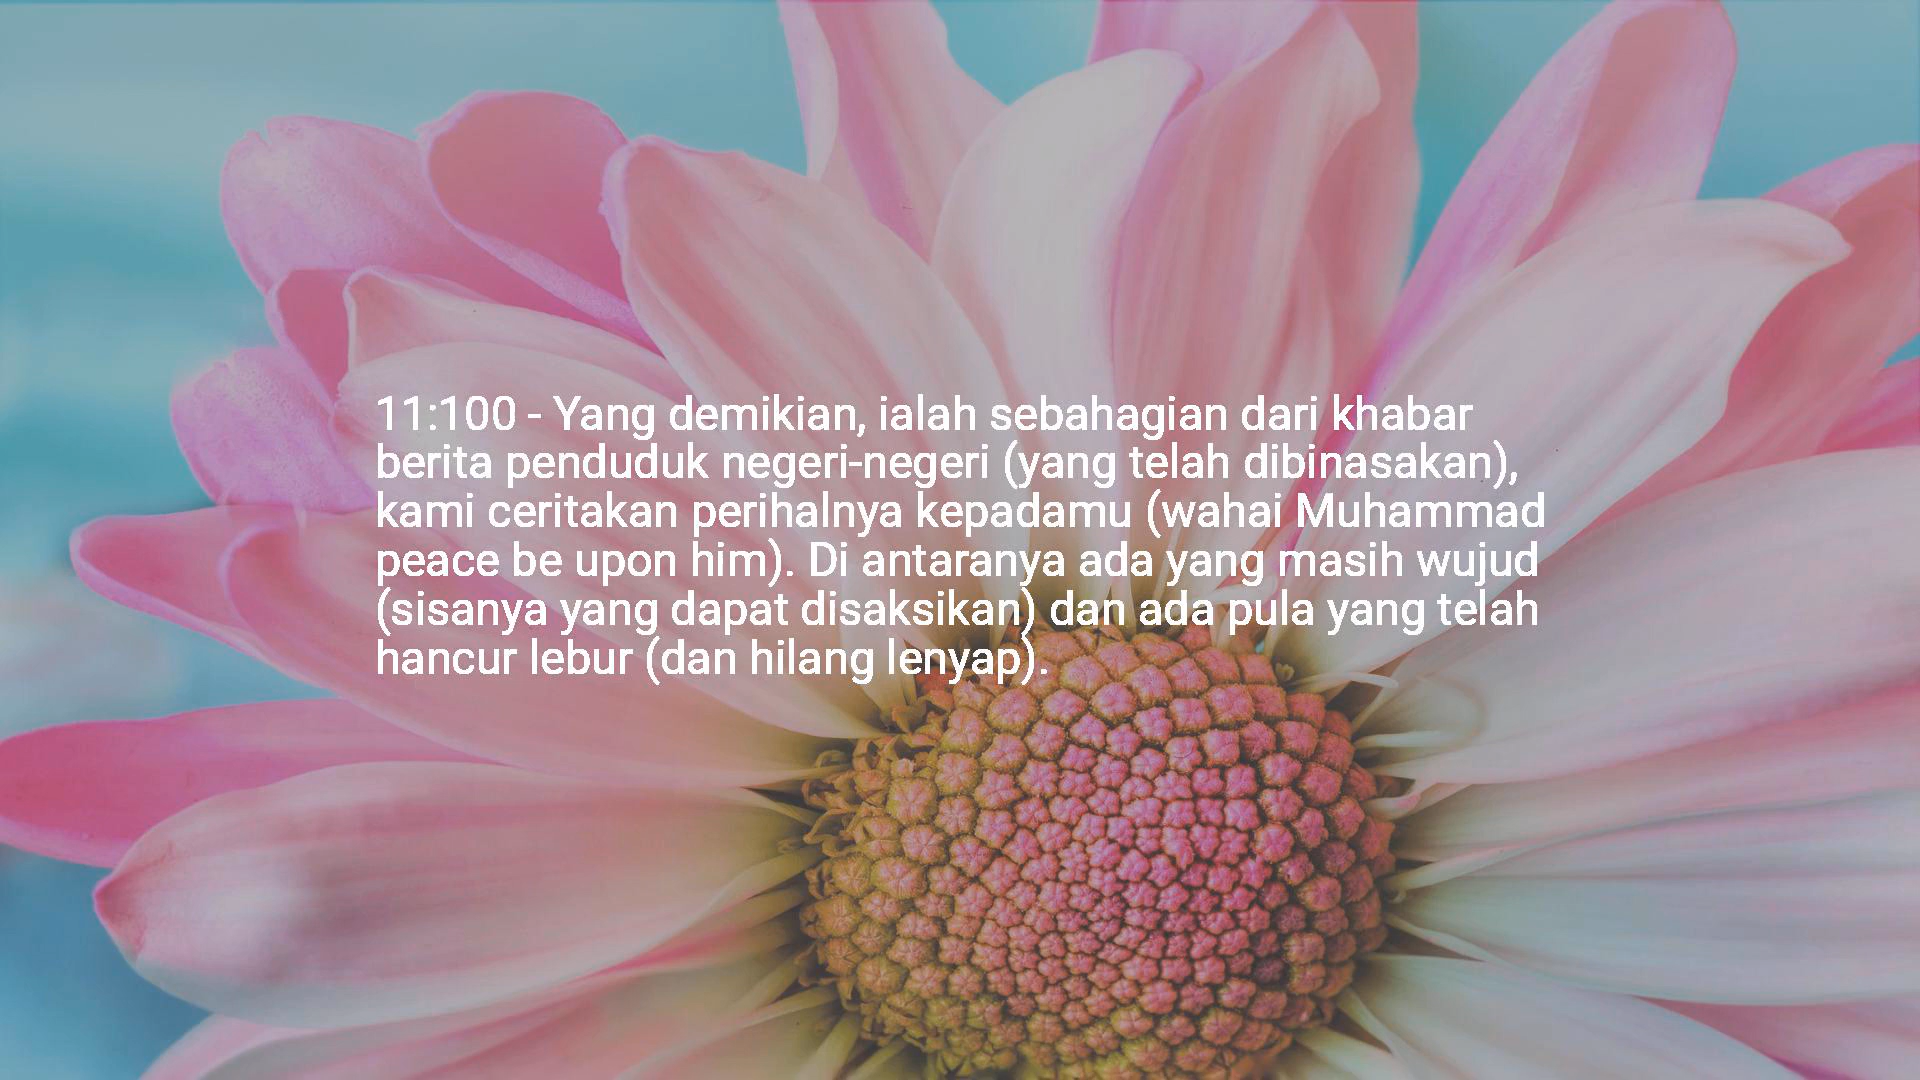 11:100 - Yang demikian, ialah sebahagian dari khabar
berita penduduk negeri-negeri (yang telah dibinasakan),
kami ceritakan perihalnya kepadamu (wahai Muhammad
peace be upon him). Di antaranya ada yang masih wujud
(sisanya yang dapat disaksikan) dan ada pula yang telah
hancur lebur (dan hilang lenyap).